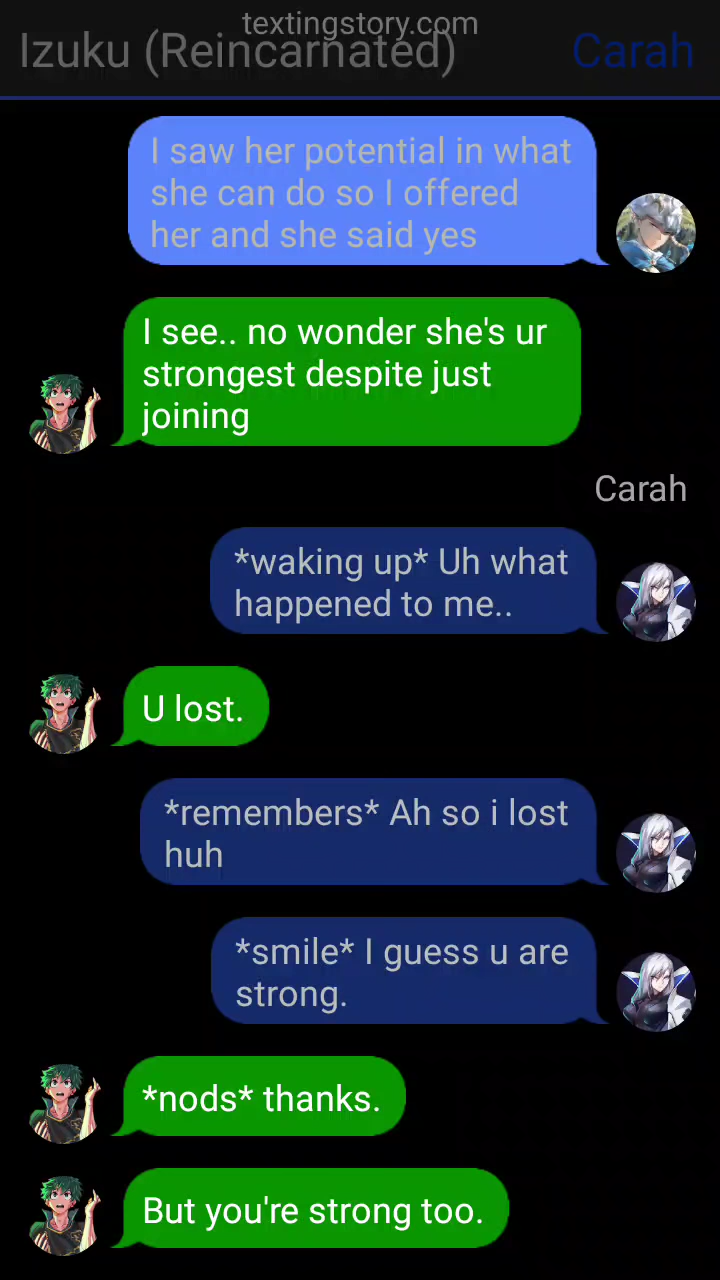 textingstory.com
Izuku (Reincarnated)
Carah
I saw her potential in what
she can do so I offered
her and she said yes
I see.. no wonder she's ur
strongest despite just
joining
Carah
*waking up* Uh what
happened to me..
U lost.
*remembers* Ah so i lost
huh
*smile* I guess u are
strong.
*nods* thanks.
But you're strong too.